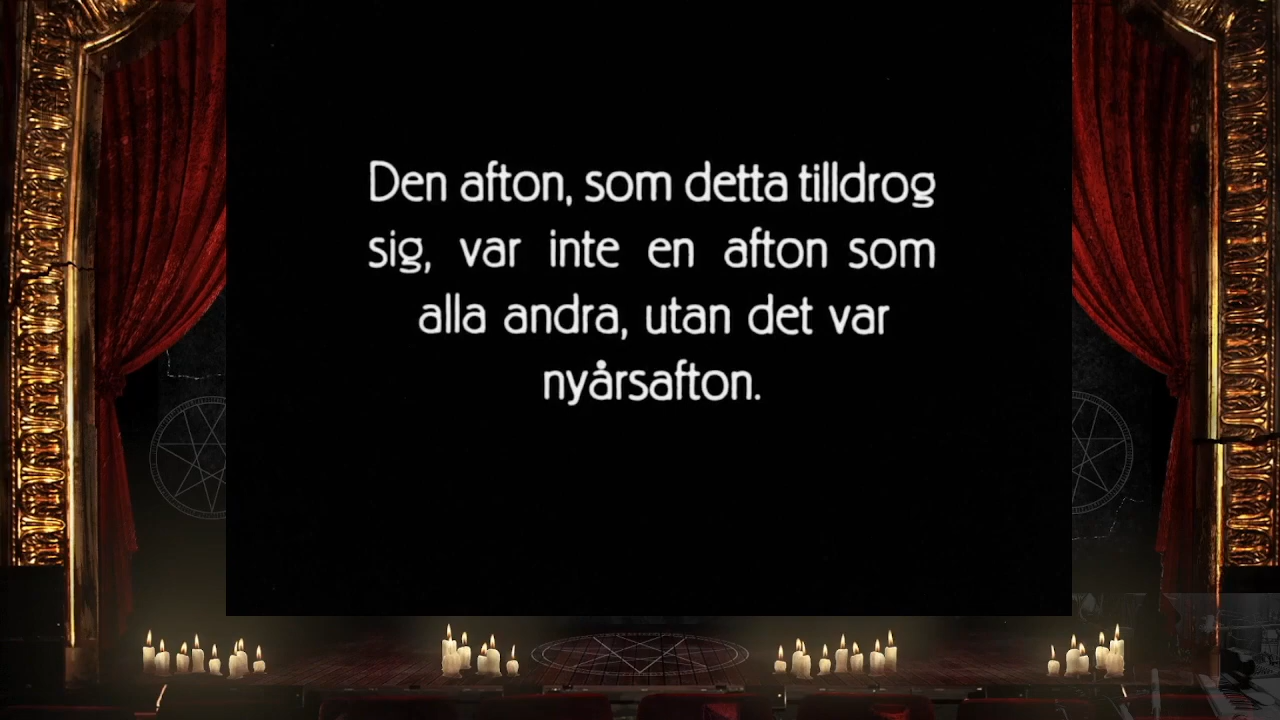 Den afton, som detta tilldrog
sig, var inte en afton som
alla andra, utan det var
nyårsafton.